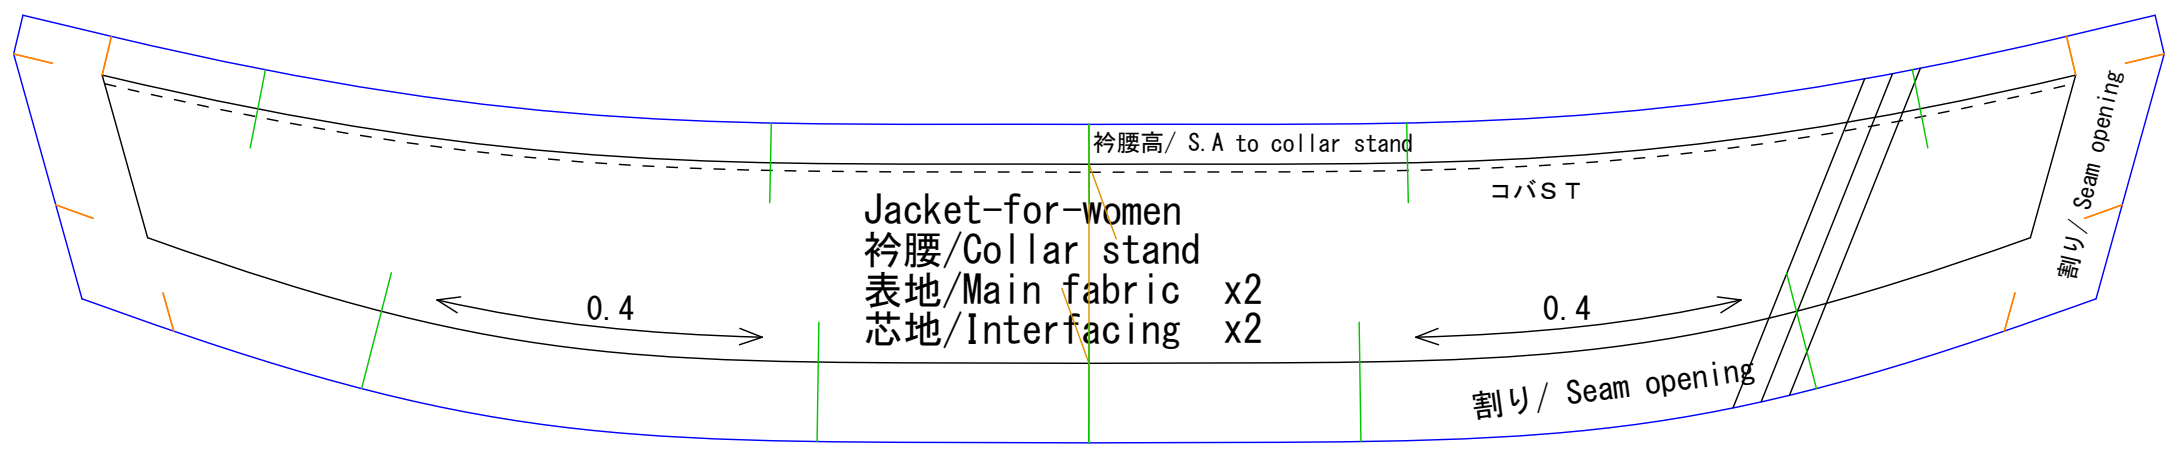 衿腰高/ S.A to collar stand
コバST
Jacket-for-women
衿腰/Collar stand
表地/Main fabric x2
芯地/Interfacing x2
0.4
0.4
割り/ Seam opening
割り/ Seam opening